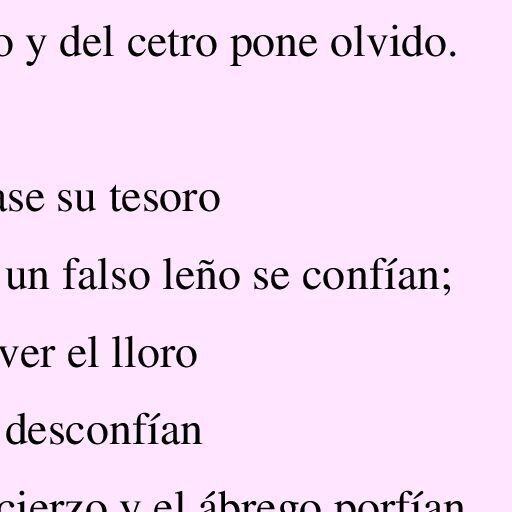 o y del cetro pone olvido.
ase su tesoro
un falso leño se confían;
ver el lloro
desconfían
cierzo y el ábrego porfían